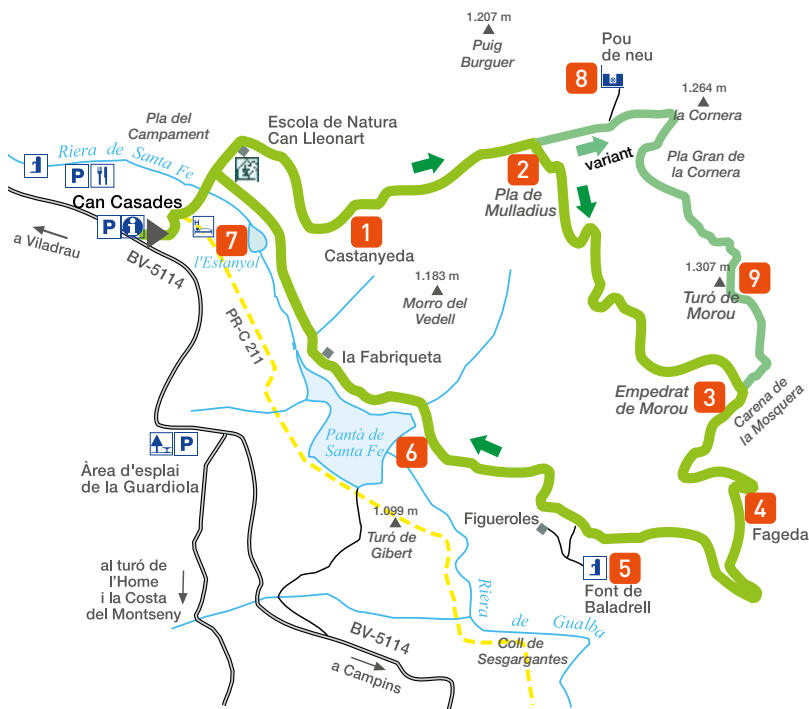 1.207 m
Puig
Burguer
Pou
de neu
8
1.264 m
la Cornera
Pla del
Campament
Escola de Natura
Can Lleonart
Riera de Santa Fe
variant
Pla Gran de
la Cornera
2
Pla de
Mulladius
P
Can Casades
P
i
a Viladrau
BV-5114
H
7
l'Estanyol
1
Castanyeda
1.183 m
Morro del
Vedell
1.307 m
Turó de
Morou
9
PR-C 211
la Fabriqueta
Empedrat
de Morou
3
Carena de
la Mosquera
Pantà de
Santa Fe
6
P
Àrea d'esplai
de la Guardiola
1.099 m
Turó de
Gibert
Figueroles
4
Fageda
5
Font de
Baladrell
al turó de
l'Home
i la Costa
del Montseny
Riera de Gualba
BV-5114
a Campins
Coll de
Sesgargantes